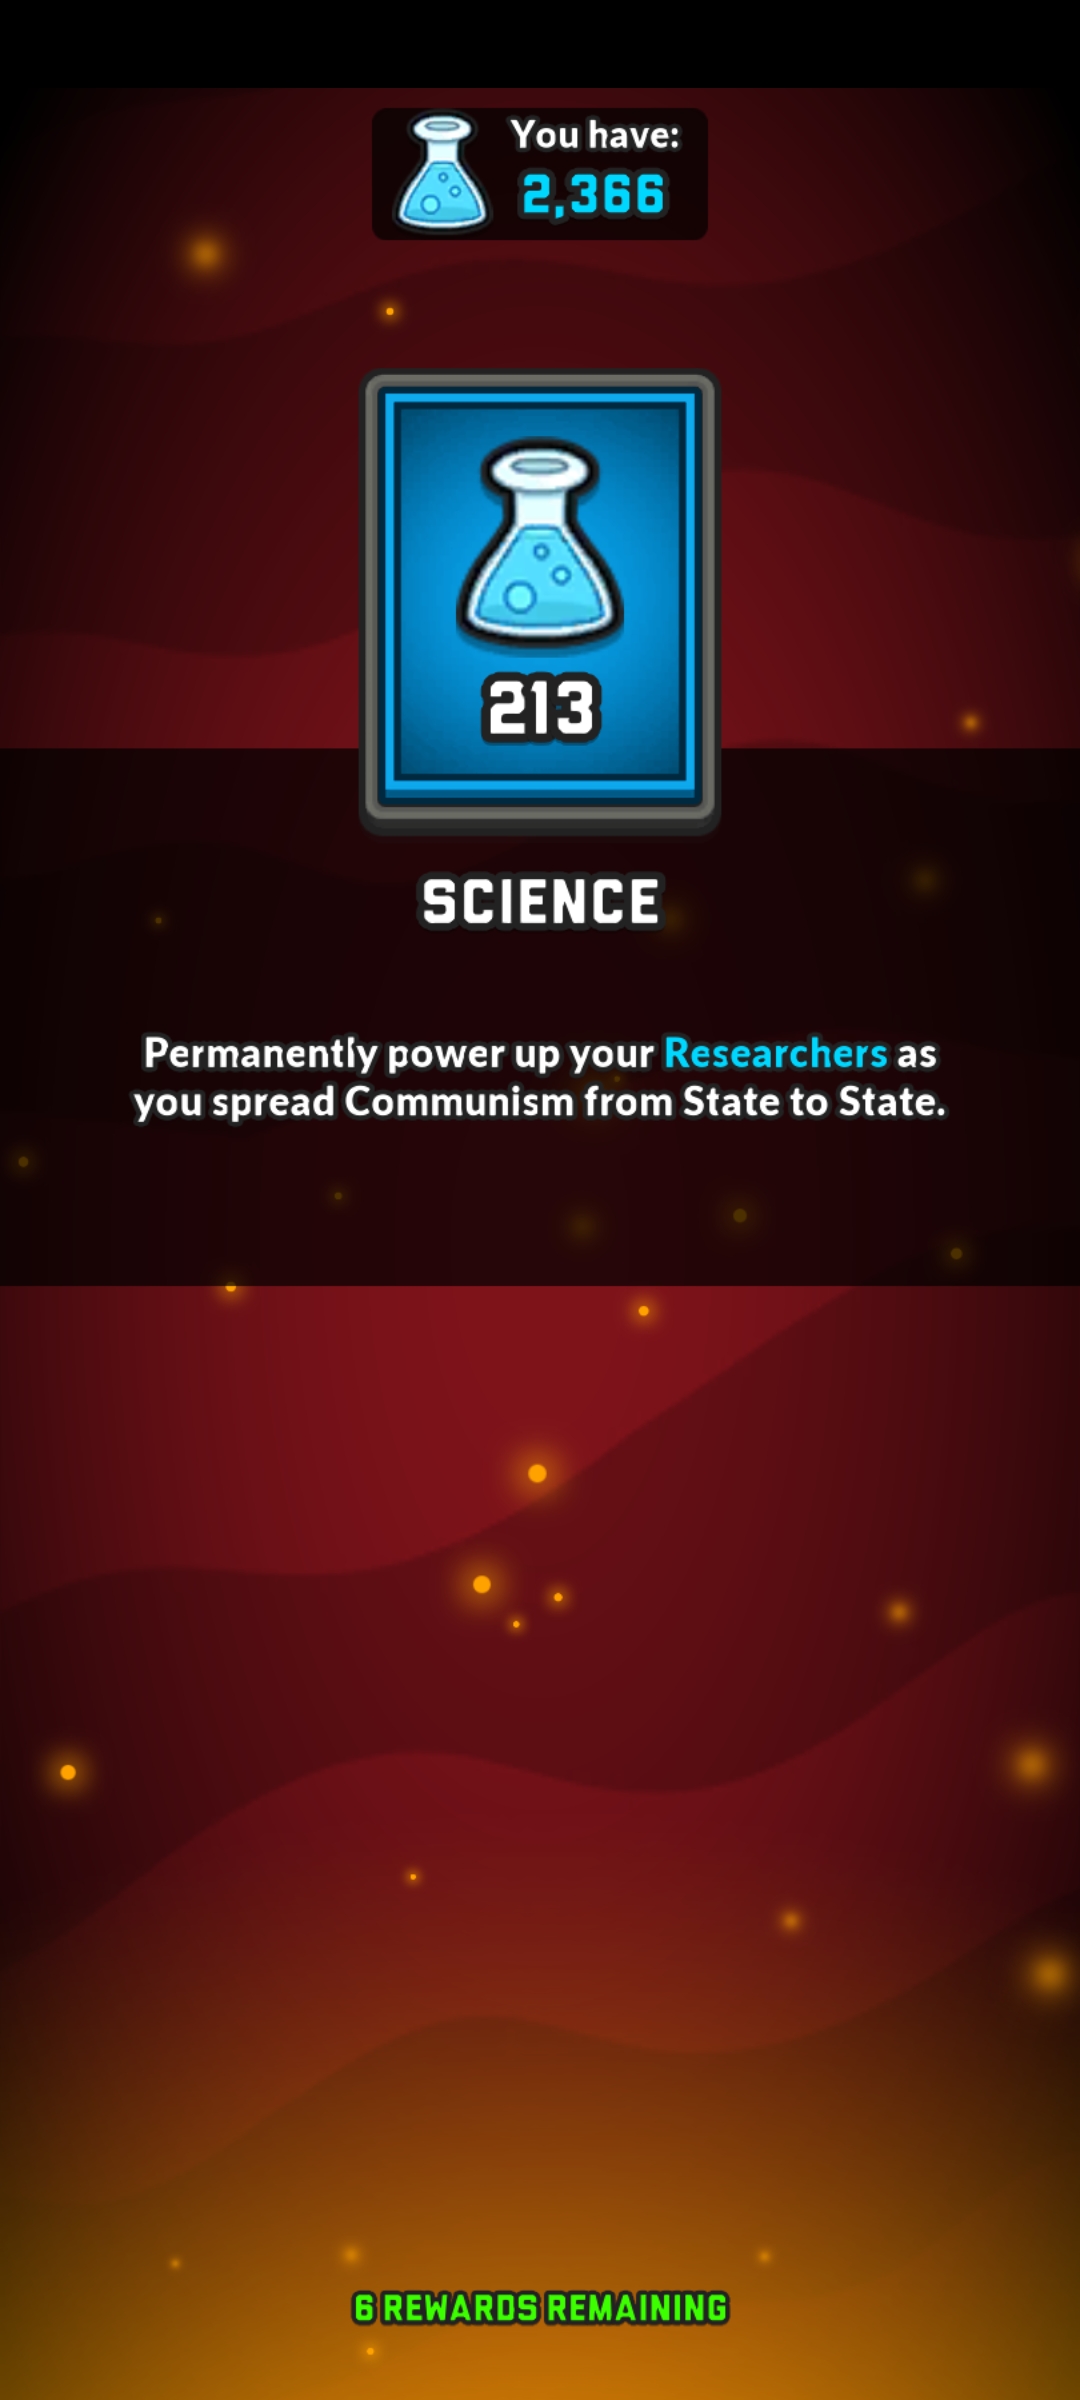 You have:
2,366
213
SCIENCE
Permanently power up your Researchers as
you spread Communism from State to State.
6 REWARDS REMAINING